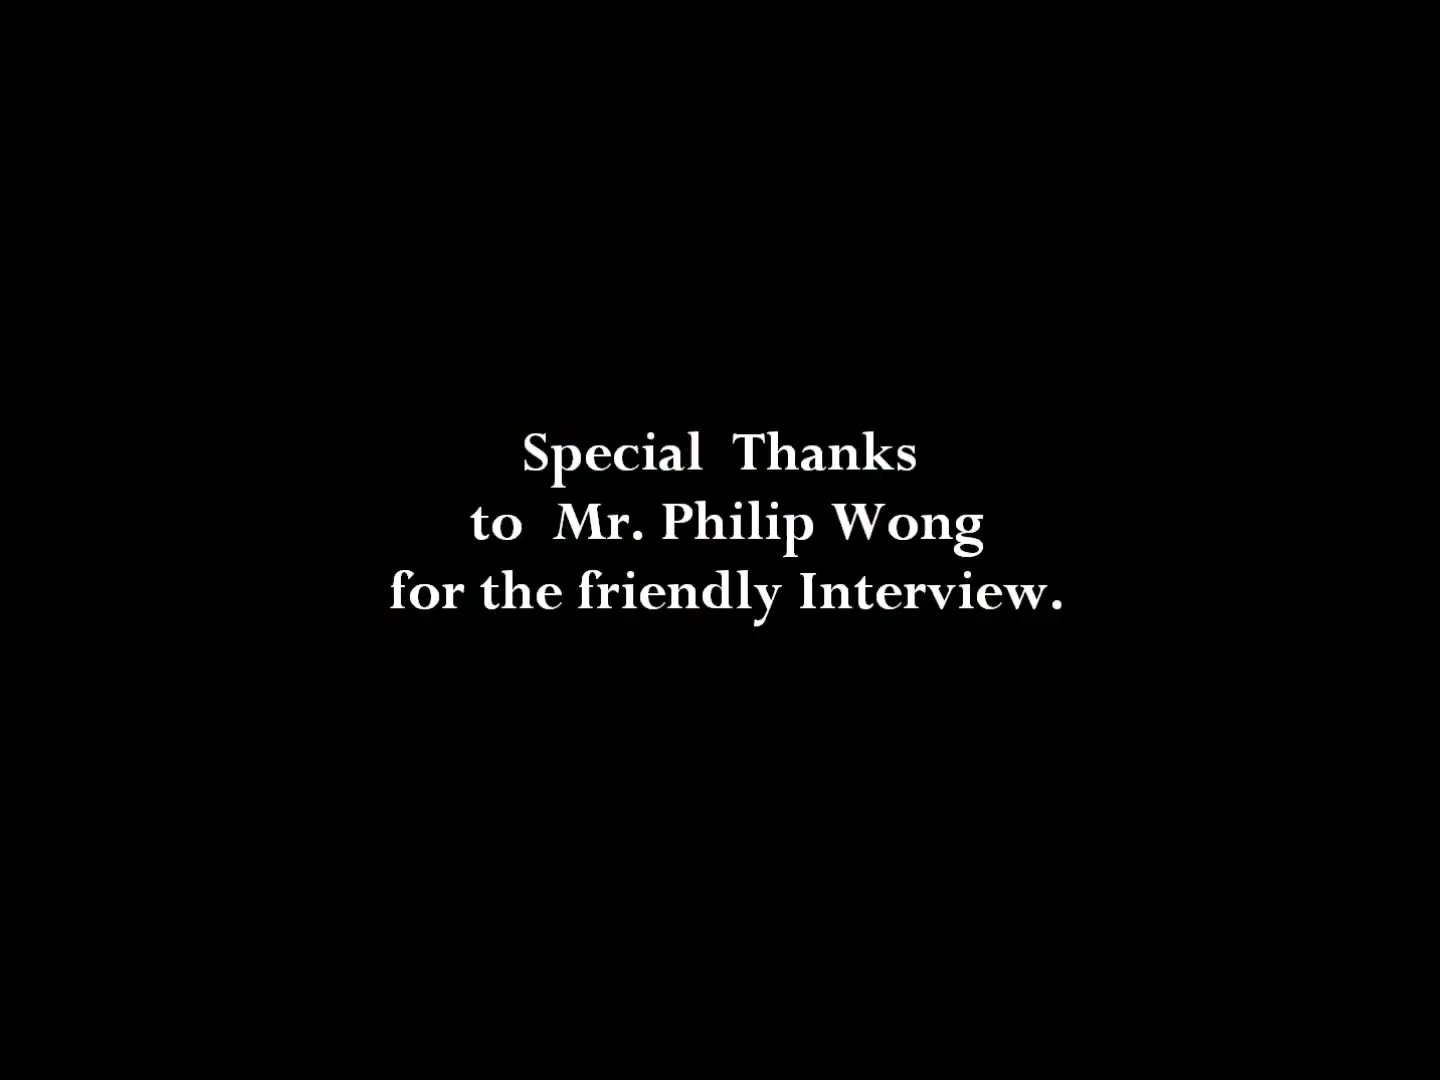 Special  Thanks
to  Mr. Philip Wong
for the friendly Interview.